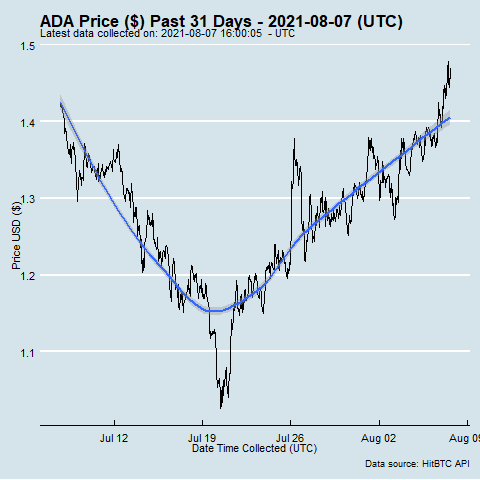 ADA Price ($) Past 31 Days - 2021-08-07 (UTC)
Latest data collected on: 2021-08-07 16:00:05 - UTC
1.5
1.4
1.3
1.2
1.1
Price USD ($)
Jul 12
Jul 19
Jul 26
Aug 02
Aug 09
Date Time Collected (UTC)
Data source: HitBTC API